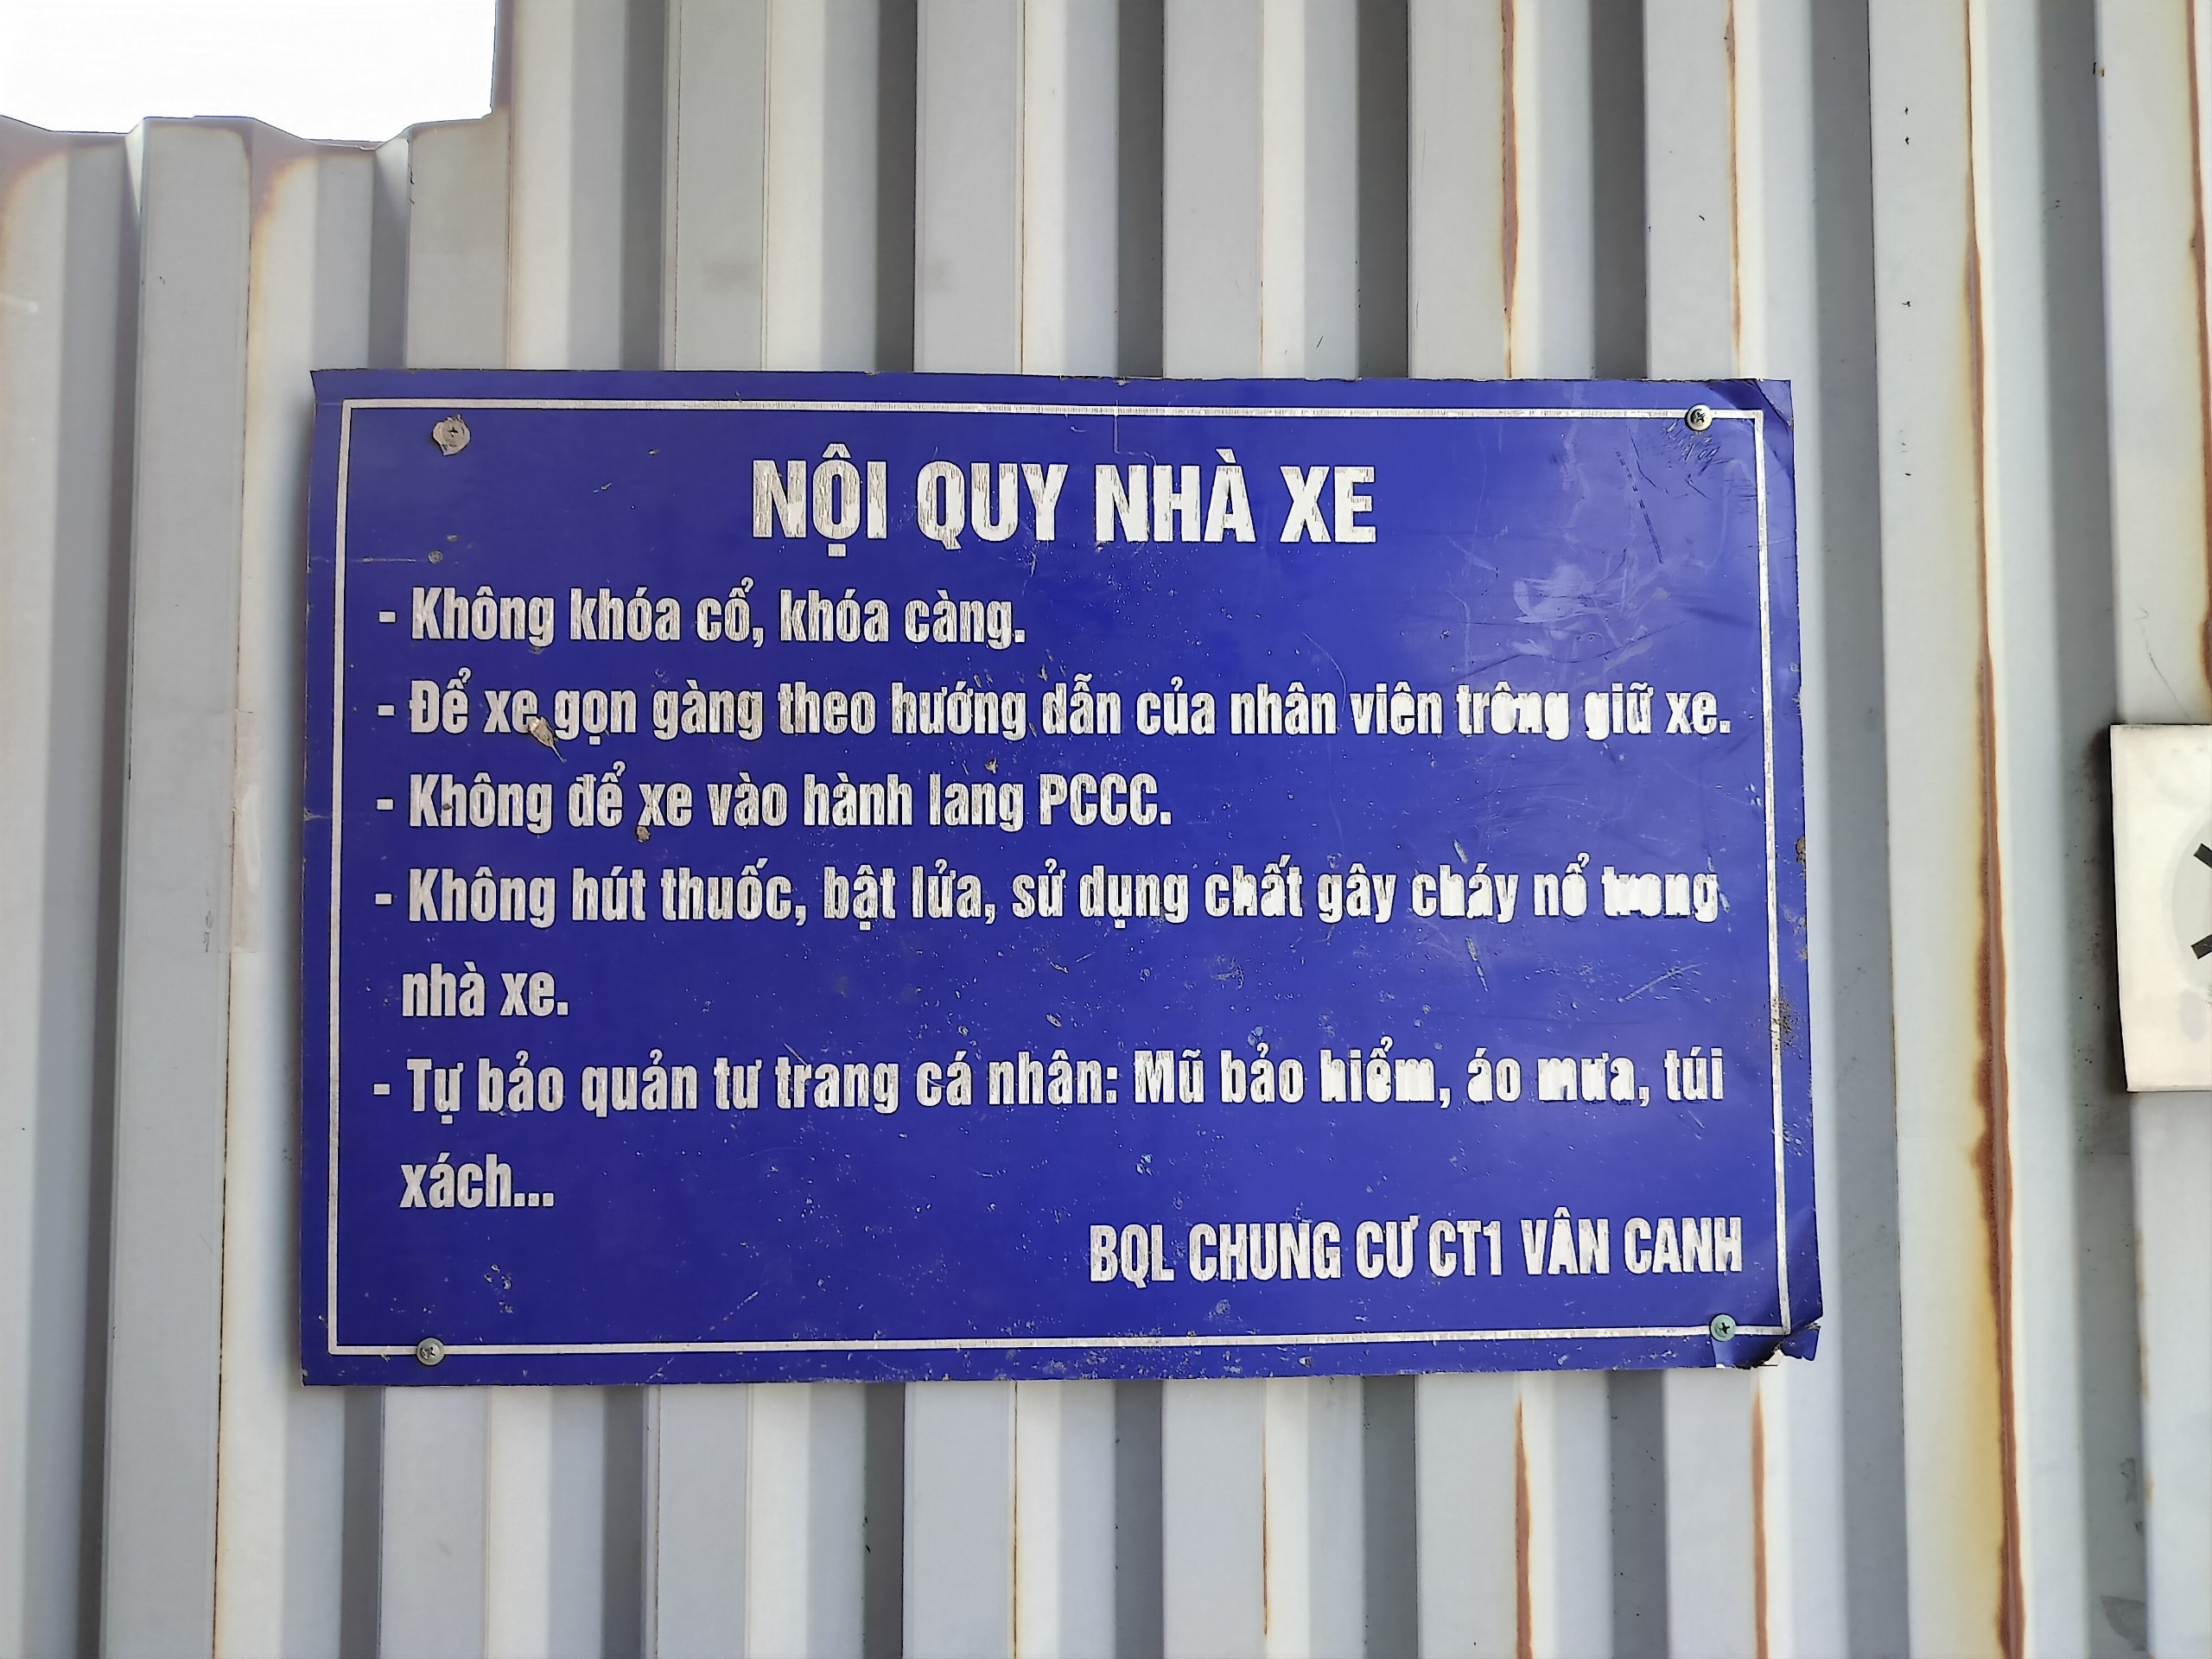 NỘI QUY NHÀ XE
- Không khóa cổ, khóa càng.
- Để xe gọn gàng theo hướng dẫn của nhân viên trông giữ xe.
- Không để xe vào hành lang PCCC.
- Không hút thuốc, bật lửa, sử dụng chất gây cháy nổ trong
nhà xe.
- Tự bảo quản tư trang cá nhân: Mũ bảo hiểm, áo mưa, túi
xách...
BQL CHUNG CƯ CT1 VÂN CANH